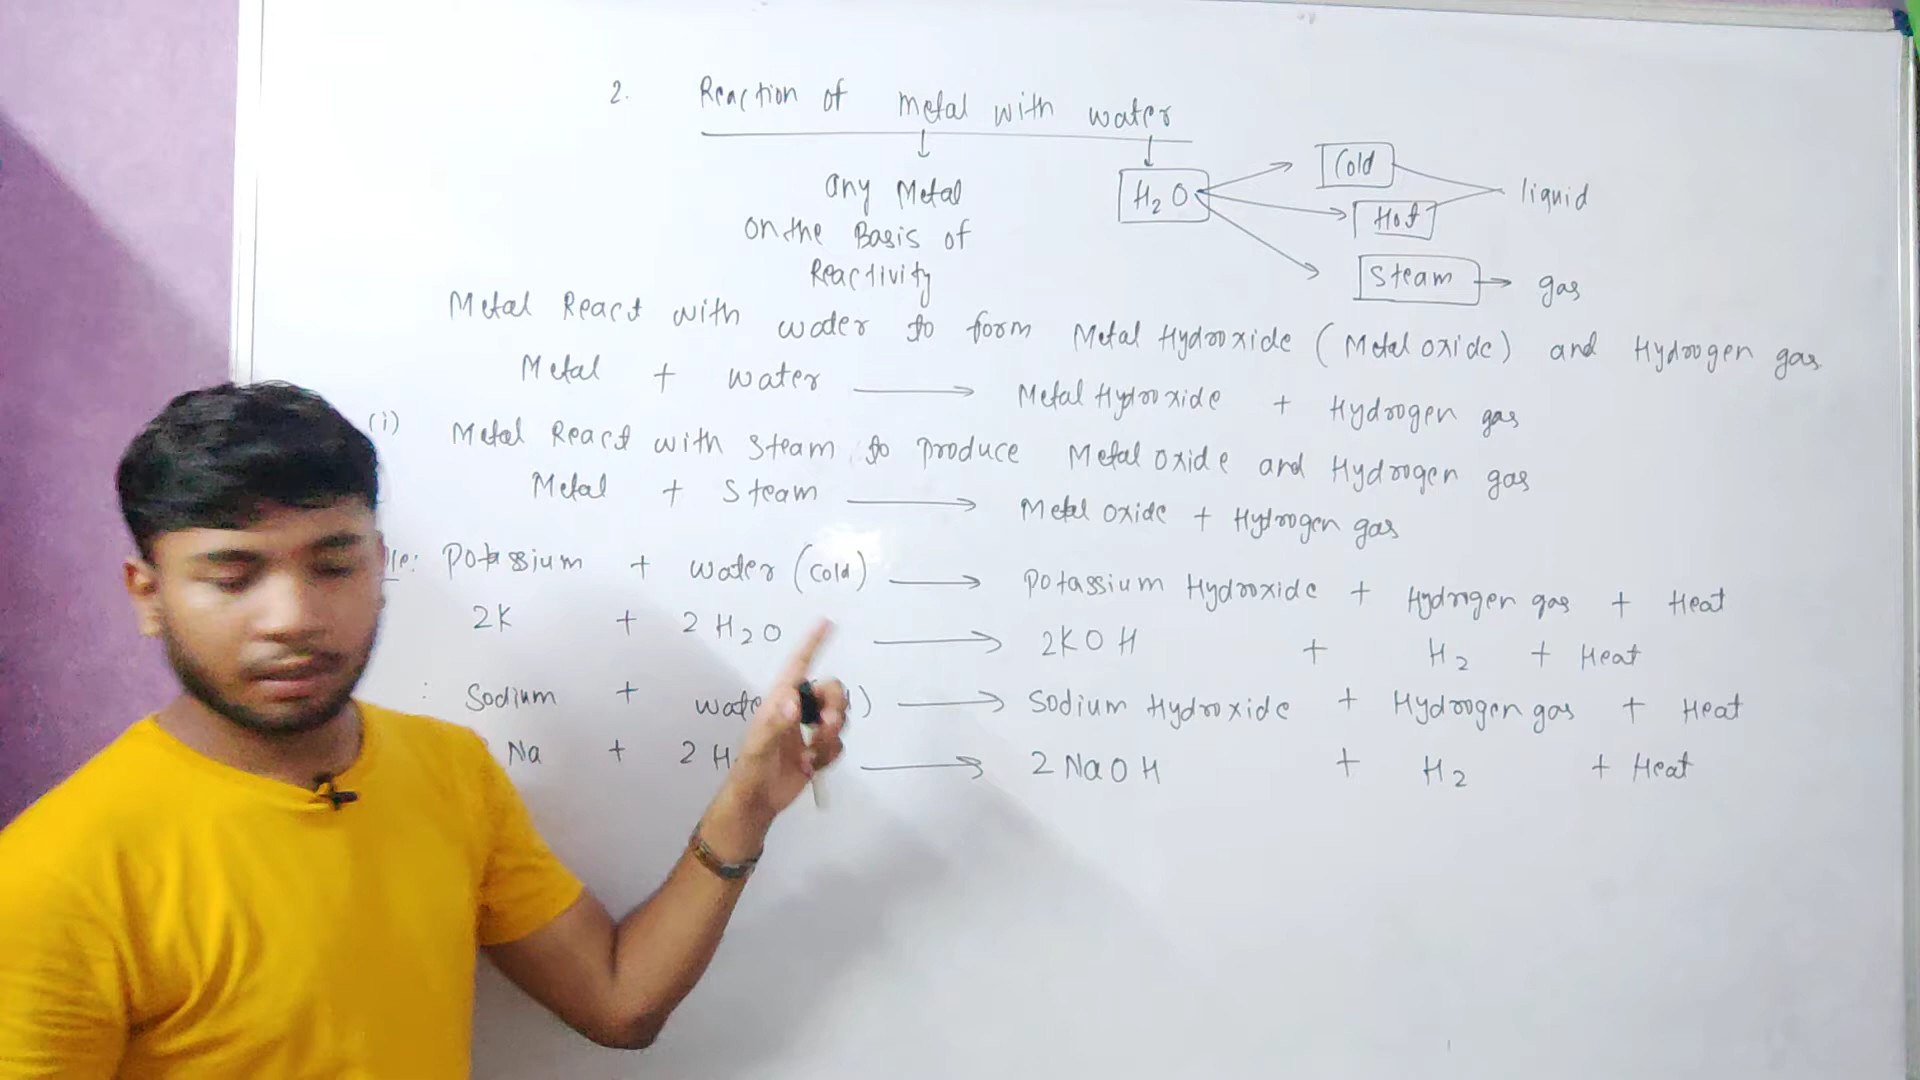 2. Reaction of metal with water
any Metal
on the Basis of
Reactivity
H₂O
Cold
Hot
liquid
Steam → gas
Metal React with water to form Metal Hydroxide (Metal oxide) and Hydrogen gas
Metal + water → Metal Hydroxide + Hydrogen gas
(i) Metal React with steam to produce Metal oxide and Hydrogen gas
Metal + Steam → Metal oxide + Hydrogen gas
Potassium + water (cold) → Potassium Hydroxide + Hydrogen gas + Heat
2K + 2 H₂O → 2KOH + H₂ + Heat
: Sodium + → Sodium Hydroxide + Hydrogen gas + Heat
Na + 2 H → 2 NaOH + H₂ + Heat